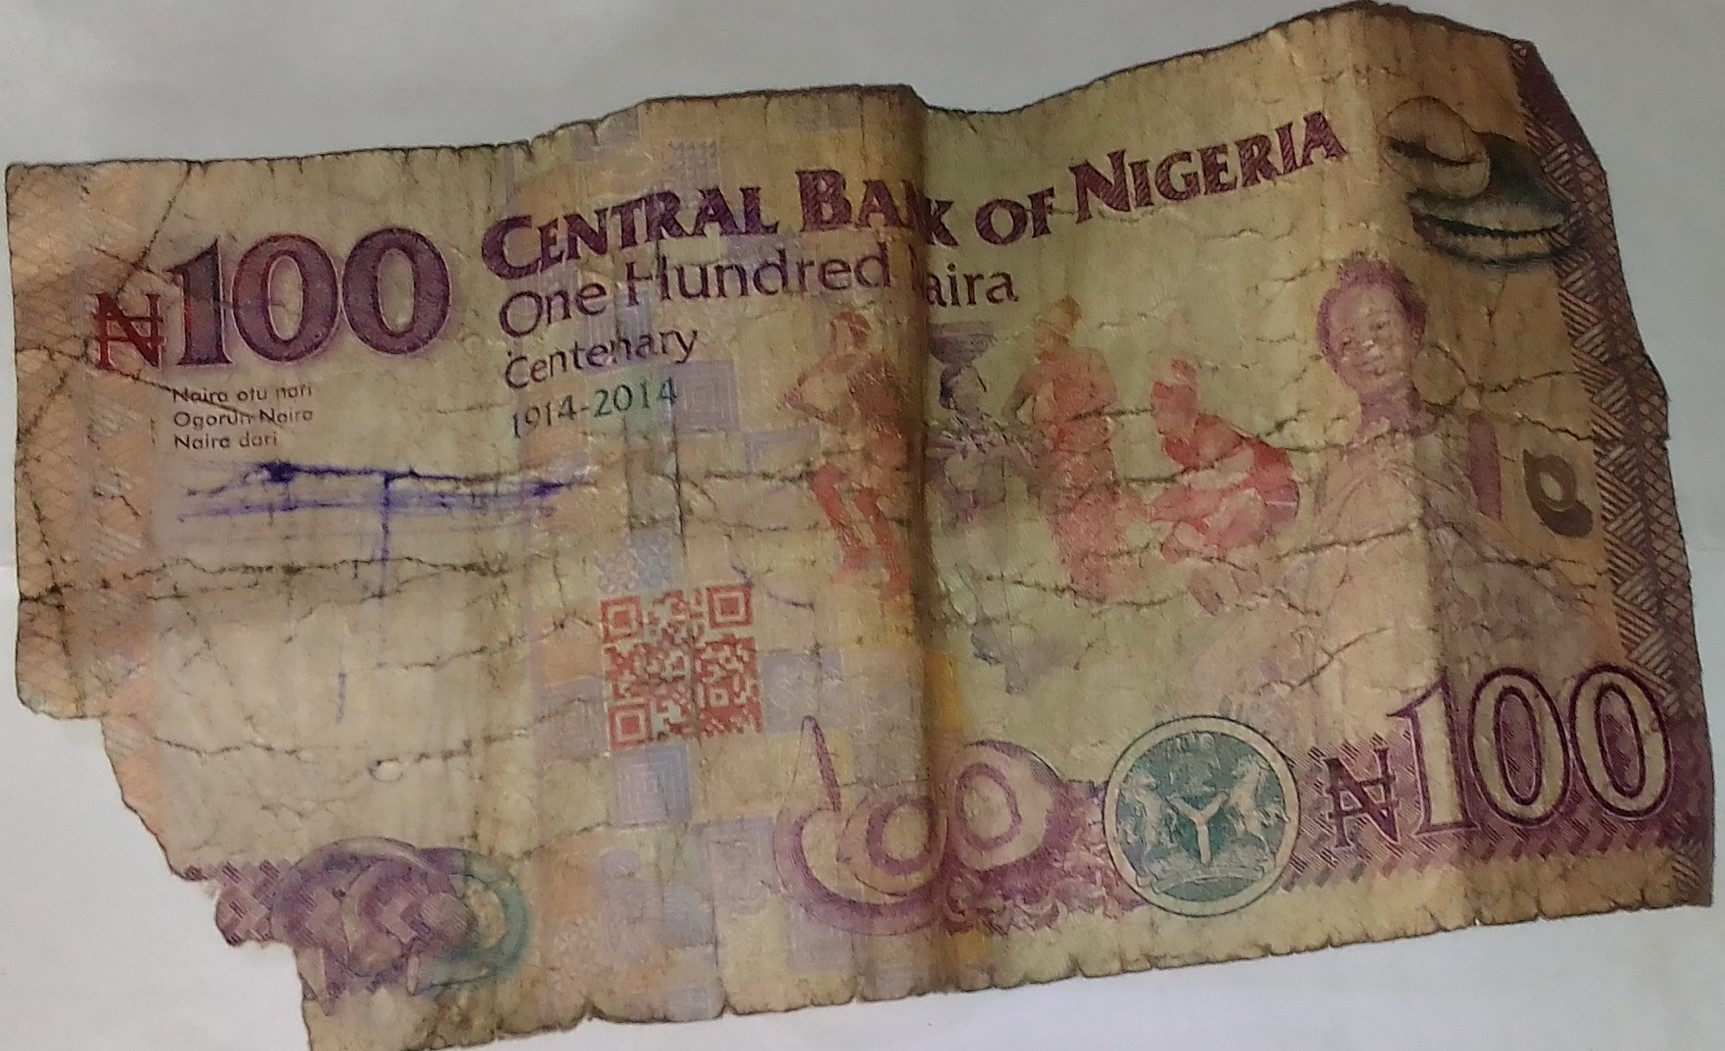 ₦100
CENTRAL BANK OF NIGERIA
One Hundred Naira
Centenary
1914-2014
Naira otu nari
Ogorun Naira
Naira dari
₦100